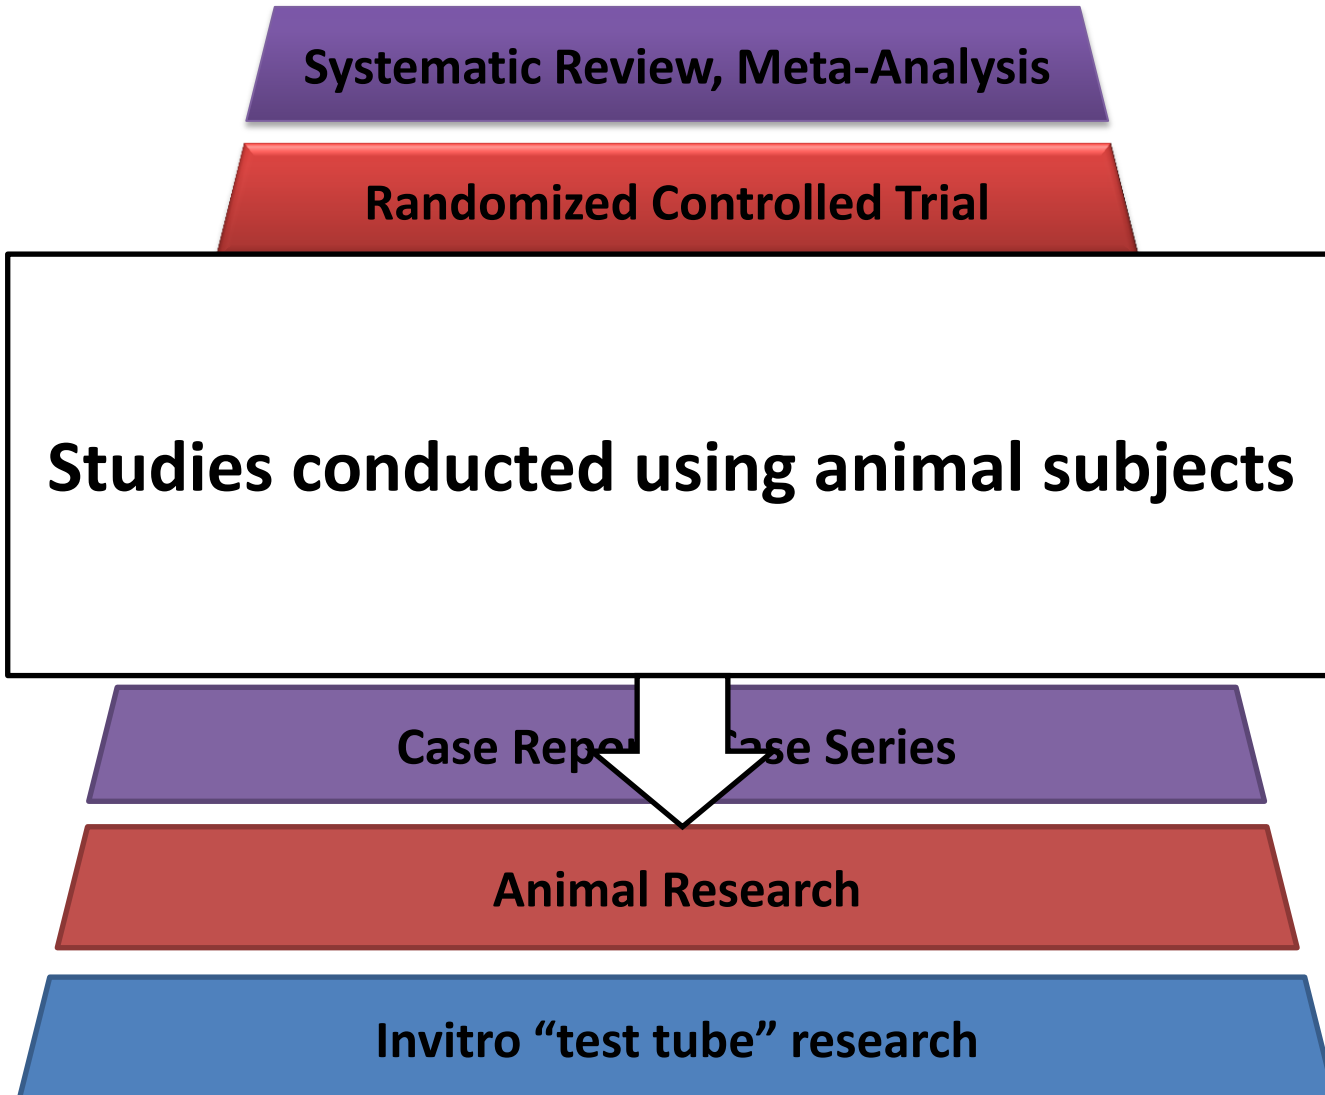 Systematic Review, Meta-Analysis
Randomized Controlled Trial
Studies conducted using animal subjects
Case Repo ase Series
Animal Research
Invitro “test tube” research